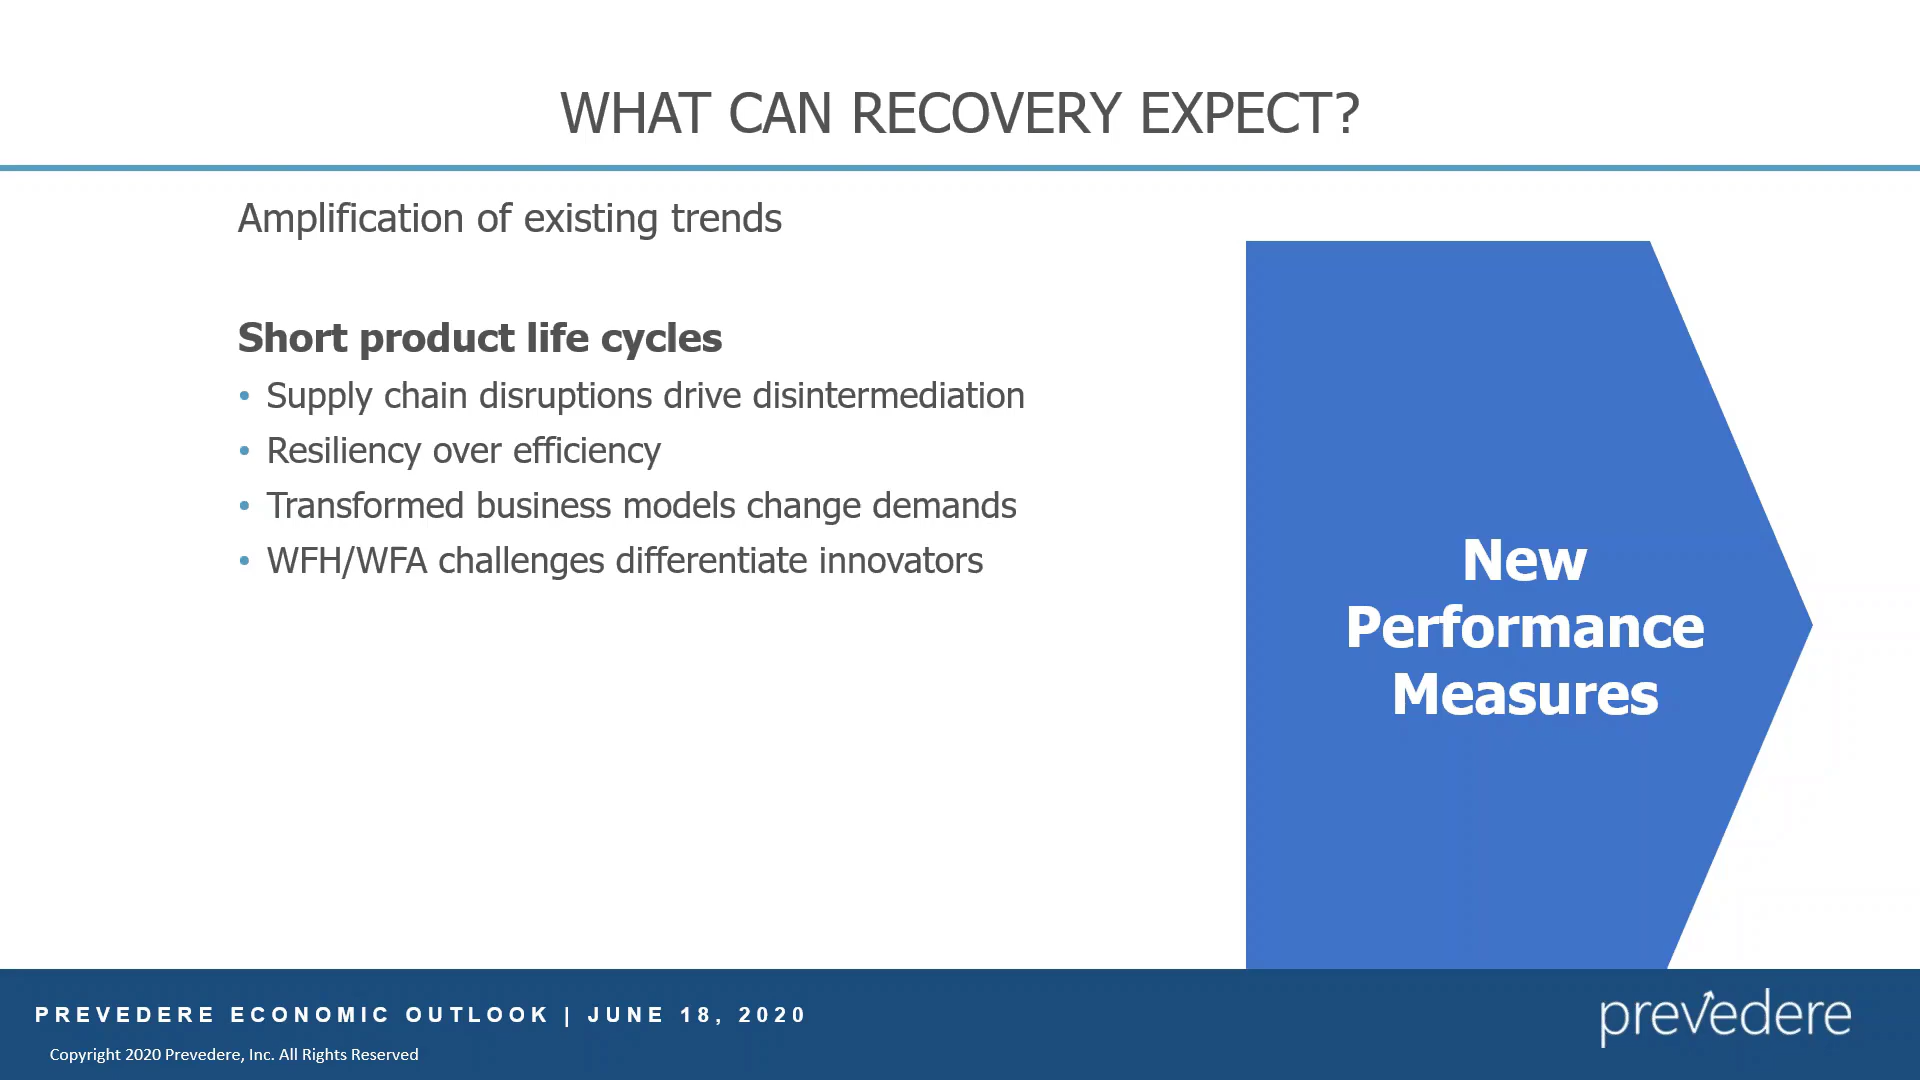 WHAT CAN RECOVERY EXPECT?
Amplification of existing trends
Short product life cycles
• Supply chain disruptions drive disintermediation
• Resiliency over efficiency
• Transformed business models change demands
• WFH/WFA challenges differentiate innovators
New
Performance
Measures
PREVEDERE ECONOMIC OUTLOOK | JUNE 18, 2020
Copyright 2020 Prevedere, Inc. All Rights Reserved
prevedere